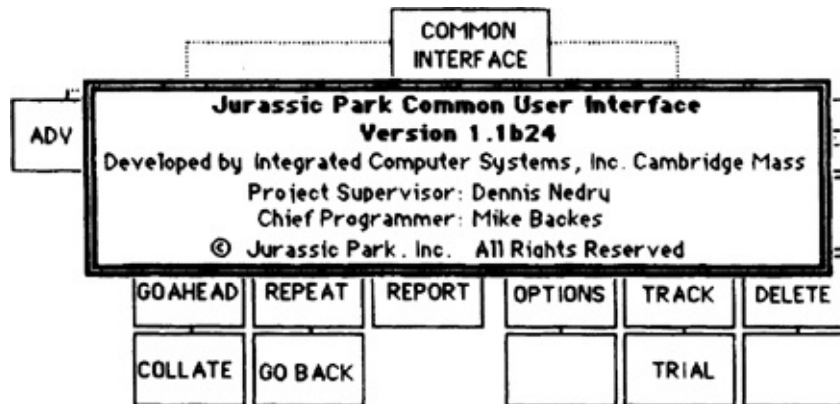 COMMON
INTERFACE
ADV
Jurassic Park Common User Interface
Version 1.1b24
Developed by Integrated Computer Systems, Inc. Cambridge Mass
Project Supervisor: Dennis Nedry
Chief Programmer: Mike Backes
© Jurassic Park. Inc. All Rights Reserved
GOAHEAD REPEAT REPORT OPTIONS TRACK DELETE
COLLATE GO BACK TRIAL